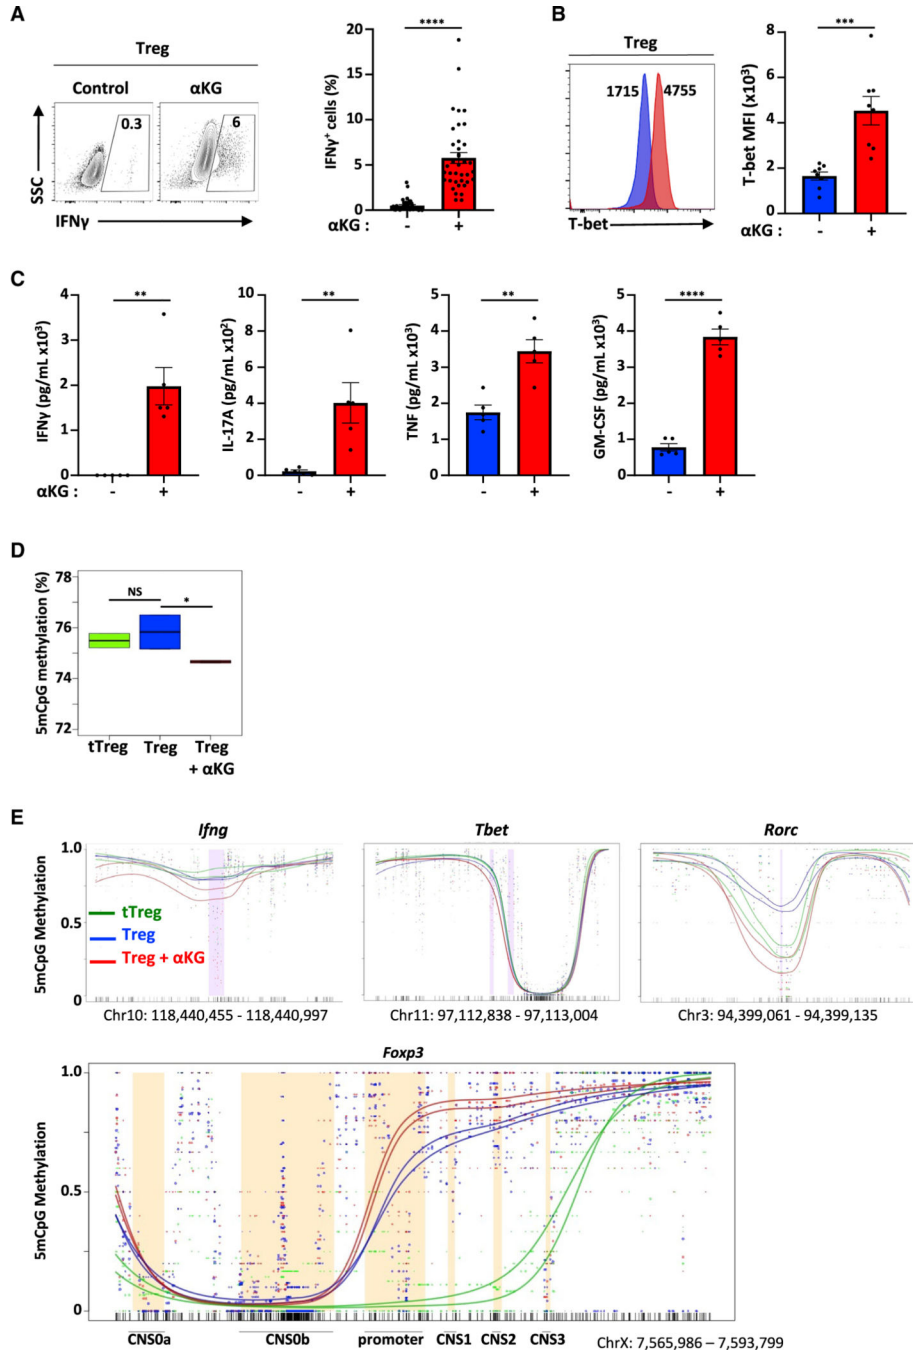 A
Treg
Control
αKG
0.3
6
SSC
IFNγ
****
20
15
10
5
0
IFNγ⁺ cells (%)
αKG :
-
+
B
Treg
1715
4755
T-bet
***
8
6
4
2
0
T-bet MFI (x10³)
αKG :
-
+
C
**
4
3
2
1
0
IFNγ (pg/mL x10³)
αKG :
-
+
**
10
8
6
4
2
0
IL-17A (pg/mL x10²)
-
+
**
5
4
3
2
1
0
TNF (pg/mL x10³)
-
+
****
5
4
3
2
1
0
GM-CSF (pg/mL x10³)
-
+
D
78
76
74
72
5mCpG methylation (%)
NS
*
tTreg
Treg
Treg
+ αKG
E
Ifng
Tbet
Rorc
1.0
0.5
0
5mCpG Methylation
tTreg
Treg
Treg + αKG
Chr10: 118,440,455 - 118,440,997
Chr11: 97,112,838 - 97,113,004
Chr3: 94,399,061 - 94,399,135
Foxp3
1.0
0.5
0
5mCpG Methylation
CNS0a
CNS0b
promoter
CNS1
CNS2
CNS3
ChrX: 7,565,986 – 7,593,799